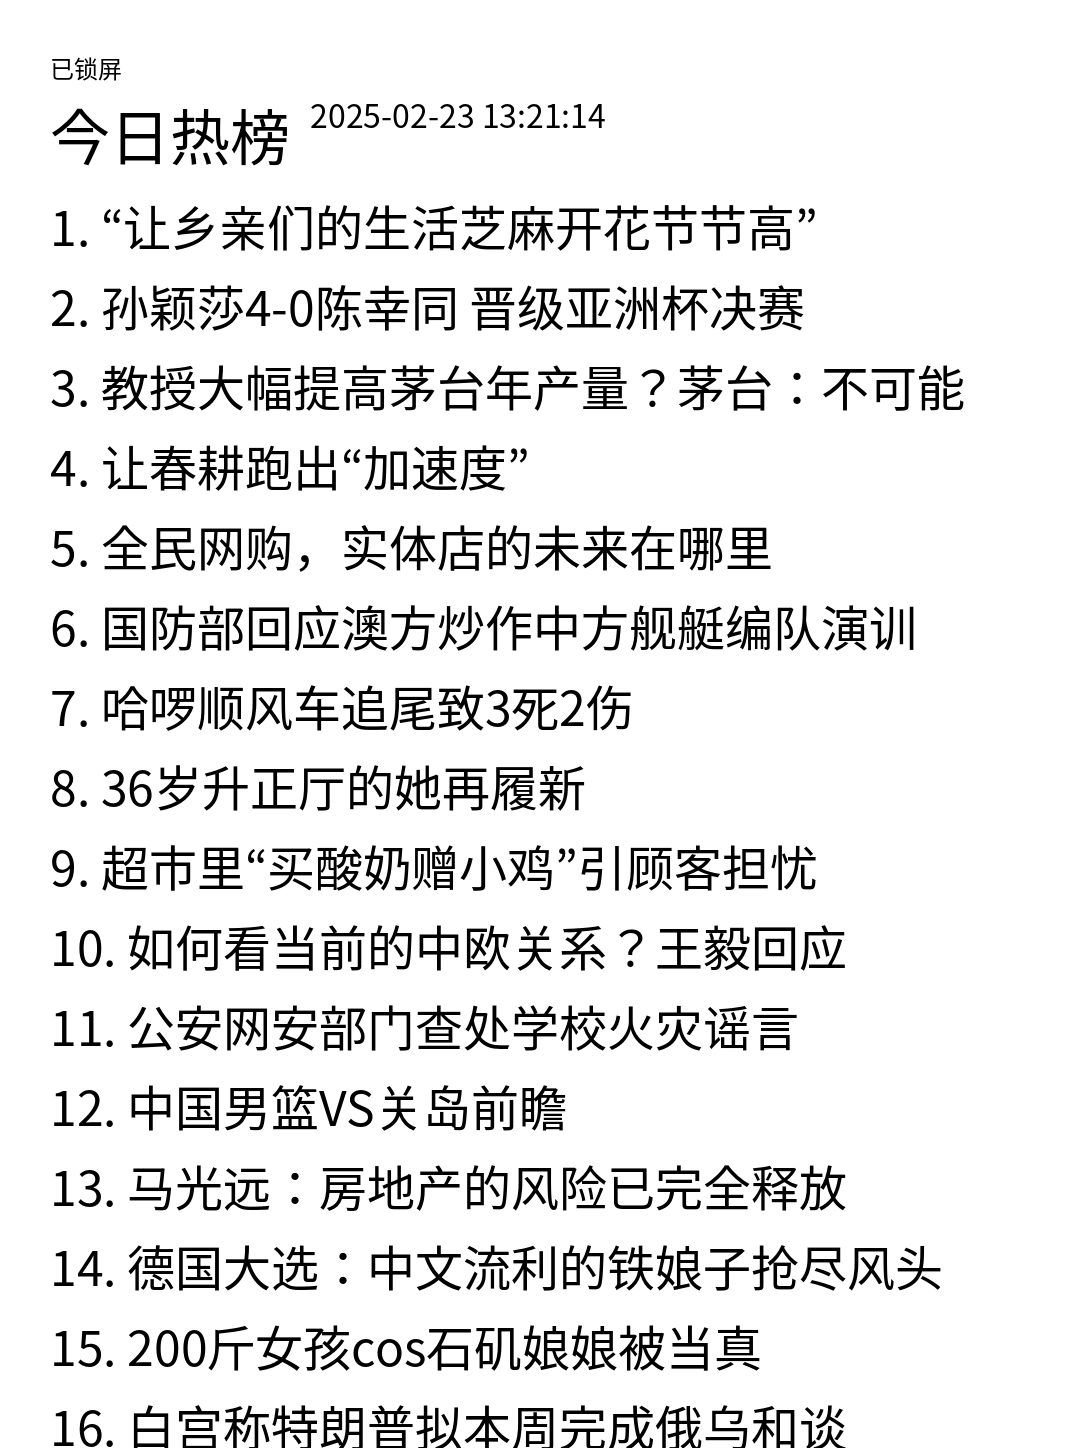 已锁屏
今日热榜 2025-02-23 13:21:14
1. “让乡亲们的生活芝麻开花节节高”
2. 孙颖莎4-0陈幸同 晋级亚洲杯决赛
3. 教授大幅提高茅台年产量？茅台：不可能
4. 让春耕跑出“加速度”
5. 全民网购，实体店的未来在哪里
6. 国防部回应澳方炒作中方舰艇编队演训
7. 哈啰顺风车追尾致3死2伤
8. 36岁升正厅的她再履新
9. 超市里“买酸奶赠小鸡”引顾客担忧
10. 如何看当前的中欧关系？王毅回应
11. 公安网安部门查处学校火灾谣言
12. 中国男篮VS关岛前瞻
13. 马光远：房地产的风险已完全释放
14. 德国大选：中文流利的铁娘子抢尽风头
15. 200斤女孩cos石矶娘娘被当真
16. 白宫称特朗普拟本周完成俄乌和谈